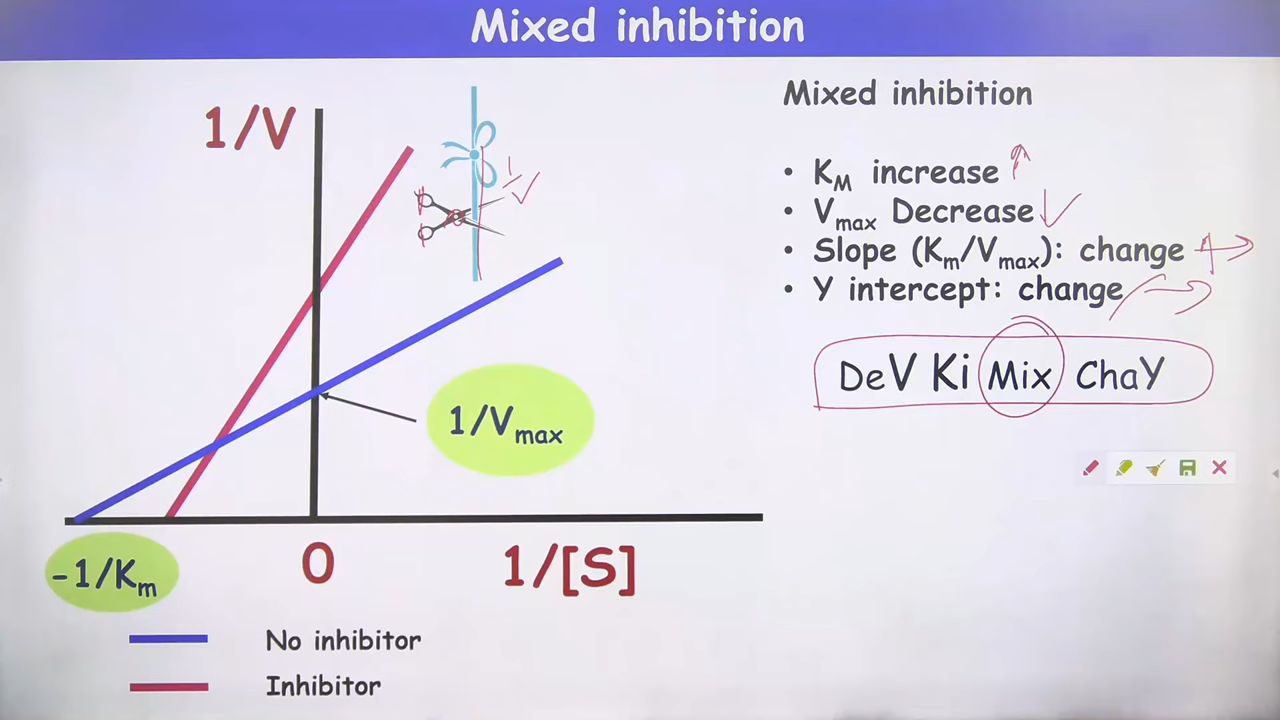 Mixed inhibition
1/V
1/Vmax
-1/Km
0
1/[S]
No inhibitor
Inhibitor
Mixed inhibition
• KM increase
• Vmax Decrease
• Slope (Km/Vmax): change
• Y intercept: change
DeV Ki Mix ChaY